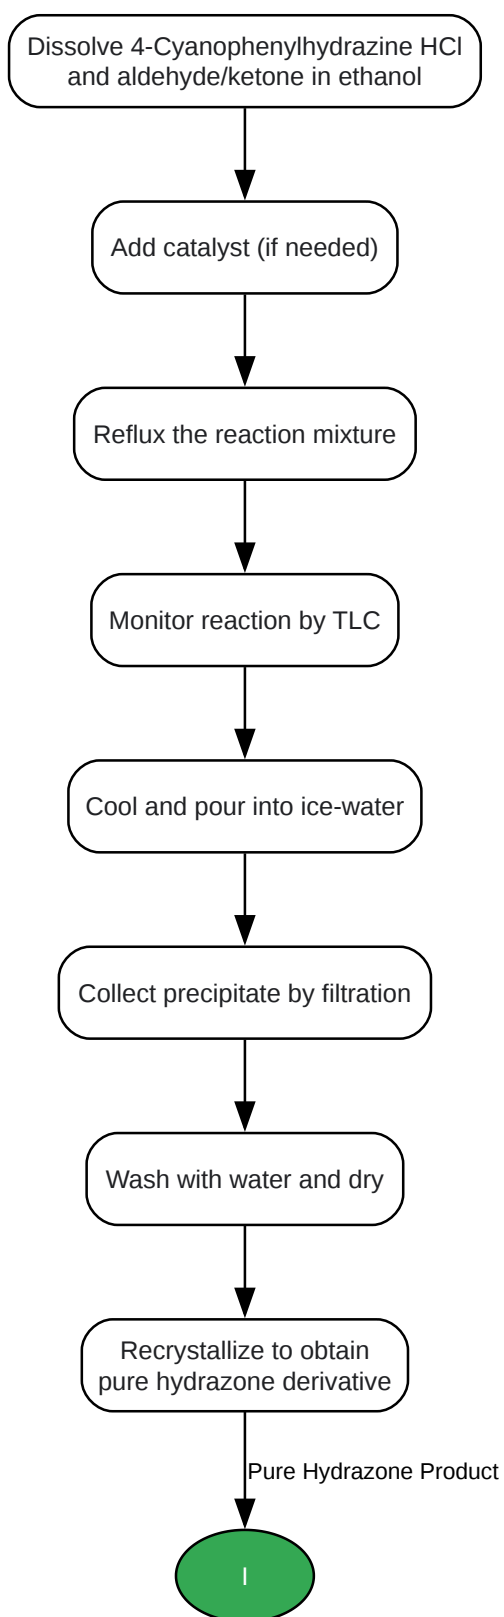 Dissolve 4-Cyanophenylhydrazine HCl
and aldehyde/ketone in ethanol
Add catalyst (if needed)
Reflux the reaction mixture
Monitor reaction by TLC
Cool and pour into ice-water
Collect precipitate by filtration
Wash with water and dry
Recrystallize to obtain
pure hydrazone derivative
Pure Hydrazone Product
I